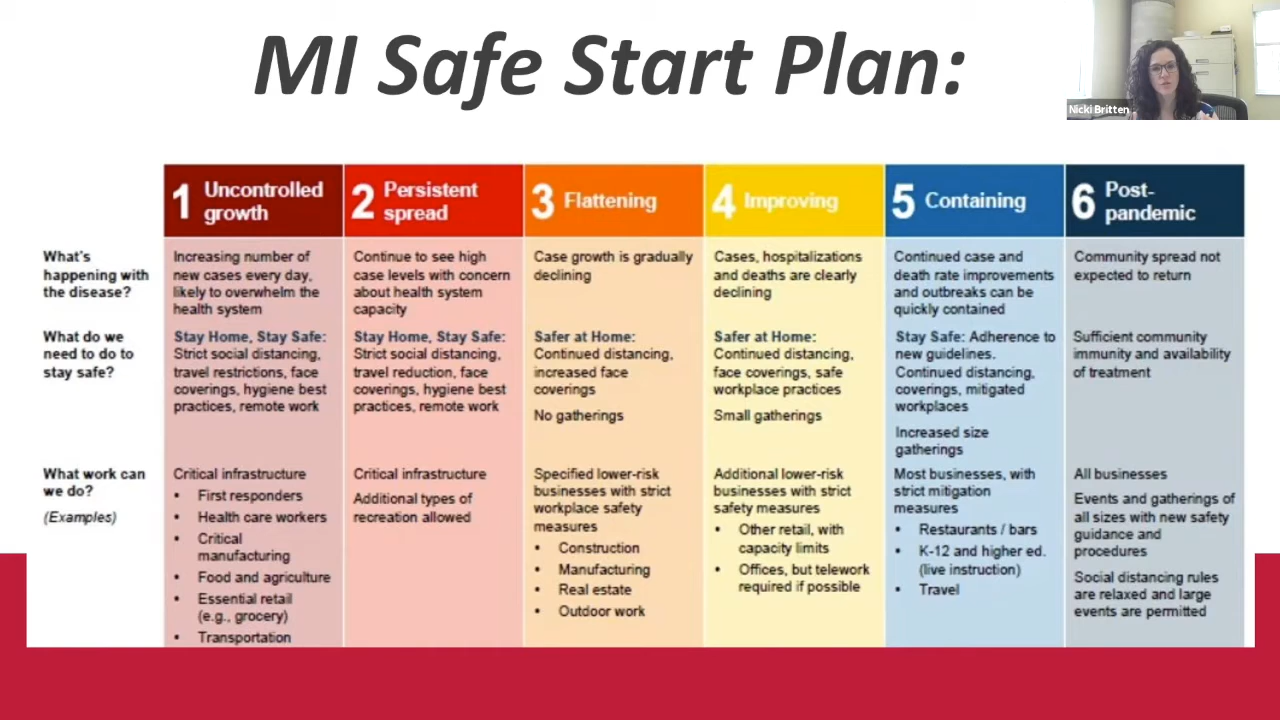 MI Safe Start Plan:
Nicki Britten
1 Uncontrolled
growth
2 Persistent
spread
3 Flattening
4 Improving
5 Containing
6 Post-
pandemic
What's
happening with
the disease?
Increasing number of
new cases every day,
likely to overwhelm the
health system
Continue to see high
case levels with concern
about health system
capacity
Case growth is gradually
declining
Cases, hospitalizations
and deaths are clearly
declining
Continued case and
death rate improvements
and outbreaks can be
quickly contained
Community spread not
expected to return
What do we
need to do to
stay safe?
Stay Home, Stay Safe:
Strict social distancing,
travel restrictions, face
coverings, hygiene best
practices, remote work
Stay Home, Stay Safe:
Strict social distancing,
travel reduction, face
coverings, hygiene best
practices, remote work
Safer at Home:
Continued distancing,
increased face
coverings
No gatherings
Safer at Home:
Continued distancing,
face coverings, safe
workplace practices
Small gatherings
Stay Safe: Adherence to
new guidelines.
Continued distancing,
coverings, mitigated
workplaces
Increased size
gatherings
Sufficient community
immunity and availability
of treatment
What work can
we do?
(Examples)
Critical infrastructure
• First responders
• Health care workers
• Critical
manufacturing
• Food and agriculture
• Essential retail
(e.g., grocery)
• Transportation
Critical infrastructure
Additional types of
recreation allowed
Specified lower-risk
businesses with strict
workplace safety
measures
• Construction
• Manufacturing
• Real estate
• Outdoor work
Additional lower-risk
businesses with strict
safety measures
• Other retail, with
capacity limits
• Offices, but telework
required if possible
Most businesses, with
strict mitigation
measures
• Restaurants / bars
• K-12 and higher ed.
(live instruction)
• Travel
All businesses
Events and gatherings of
all sizes with new safety
guidance and
procedures
Social distancing rules
are relaxed and large
events are permitted